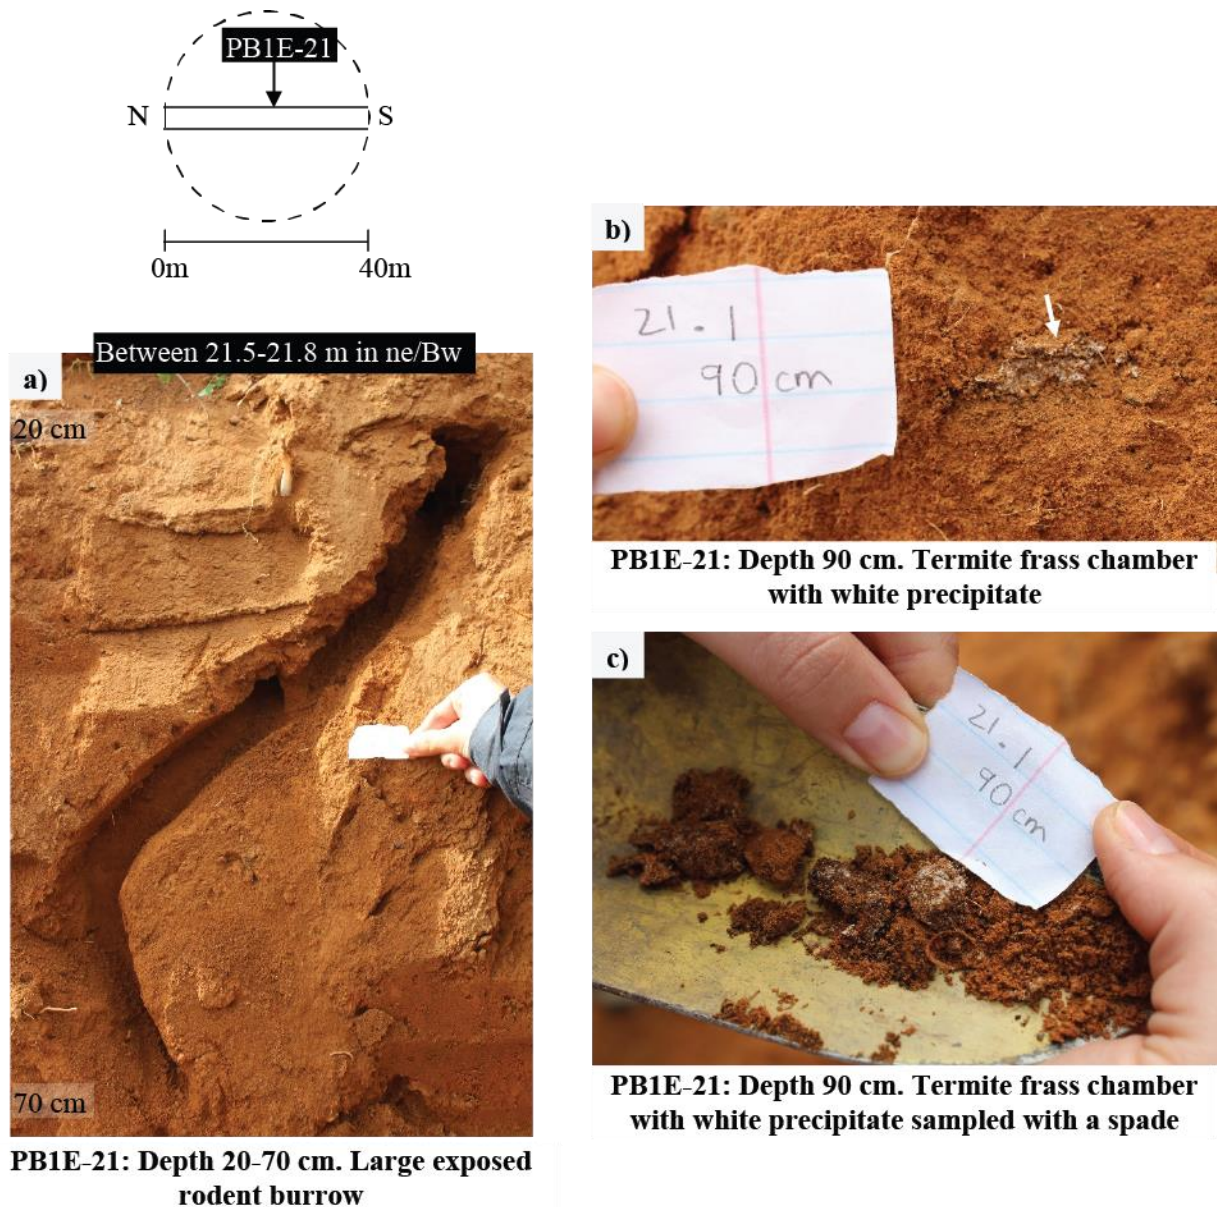 PB1E-21
N
S
0m
40m
Between 21.5-21.8 m in ne/Bw
a)
20 cm
70 cm
PB1E-21: Depth 20-70 cm. Large exposed
rodent burrow
b)
21.1
90 cm
PB1E-21: Depth 90 cm. Termite frass chamber
with white precipitate
c)
21.1
90 cm
PB1E-21: Depth 90 cm. Termite frass chamber
with white precipitate sampled with a spade